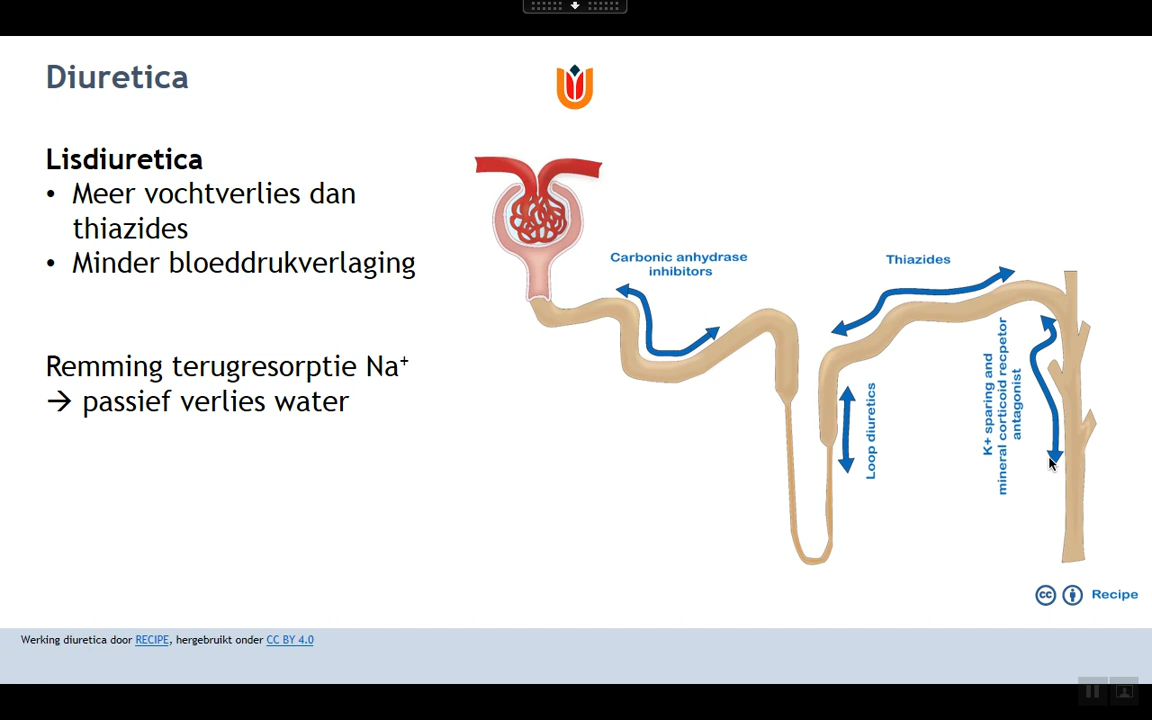 Diuretica
Lisdiuretica
• Meer vochtverlies dan
thiazides
• Minder bloeddrukverlaging
Remming terugresorptie Na⁺
→ passief verlies water
Carbonic anhydrase
inhibitors
Thiazides
Loop diuretics
K+ sparing and
mineral corticoid recpetor
antagonist
cc Recipe
Werking diuretica door RECIPE, hergebruikt onder CC BY 4.0